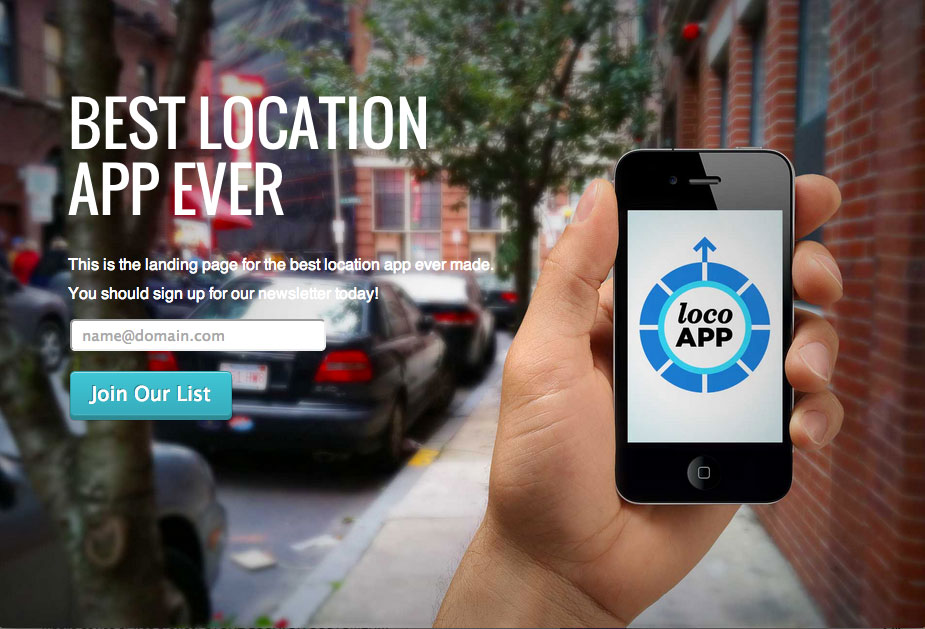 BEST LOCATION
APP EVER
This is the landing page for the best location app ever made.
You should sign up for our newsletter today!
name@domain.com
Join Our List
loco
APP